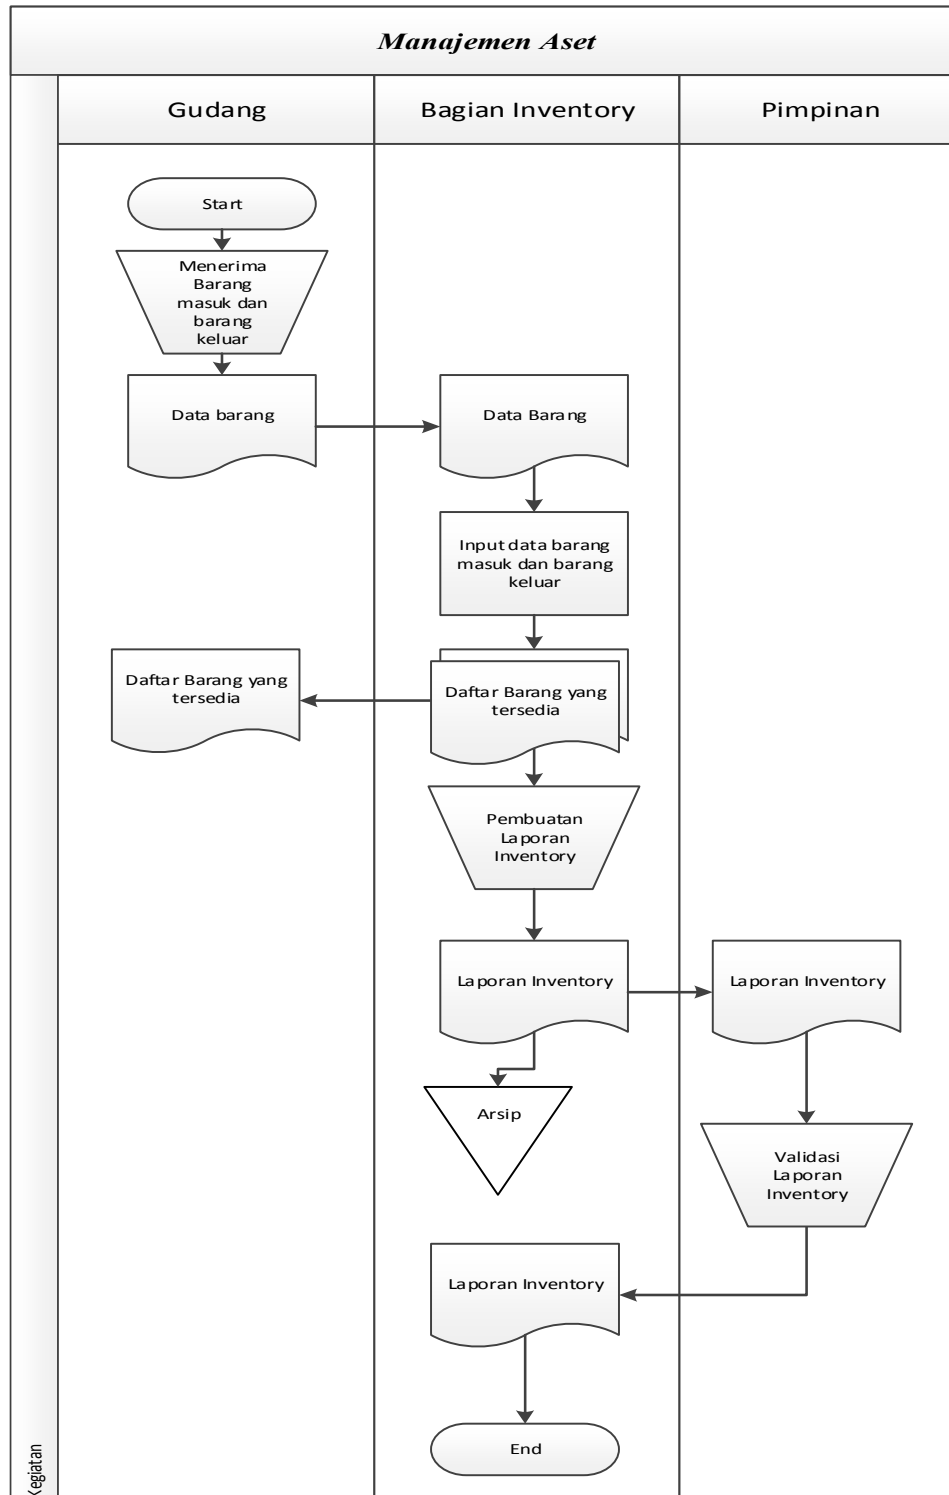 Manajemen Aset
Gudang
Bagian Inventory
Pimpinan
Start
Menerima
Barang
masuk dan
barang
keluar
Data barang
Data Barang
Input data barang
masuk dan barang
keluar
Daftar Barang yang
tersedia
Daftar Barang yang
tersedia
Pembuatan
Laporan
Inventory
Laporan Inventory
Laporan Inventory
Arsip
Validasi
Laporan
Inventory
Laporan Inventory
End
Kegiatan